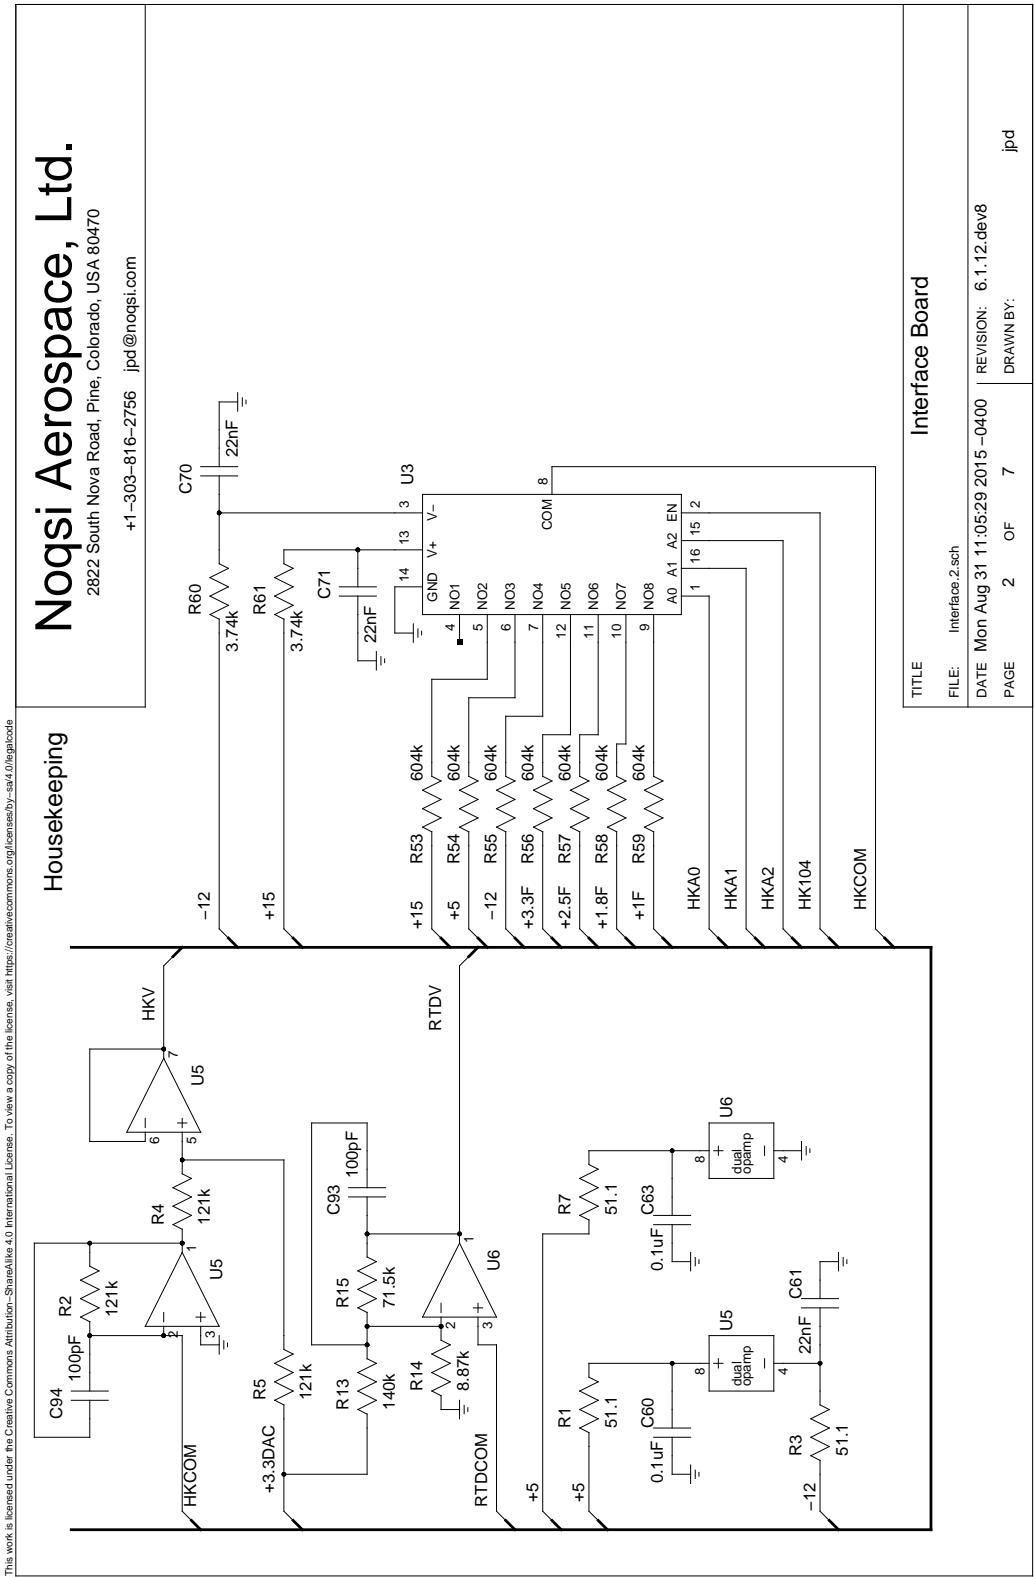 This work is licensed under the Creative Commons Attribution–ShareAlike 4.0 International License. To view a copy of the license, visit https://creativecommons.org/licenses/by–sa/4.0/legalcode
Noqsi Aerospace, Ltd.
2822 South Nova Road, Pine, Colorado, USA 80470
+1–303–816–2756 jpd@noqsi.com
Housekeeping
C94
100pF
R2
121k
2
3
1
U5
R4
121k
6
5
7
U5
HKV
HKCOM
+3.3DAC
R5
121k
R13
140k
R15
71.5k
C93
100pF
R14
8.87k
2
3
1
U6
RTDV
RTDCOM
+5
R7
51.1
C63
0.1uF
8
+
dual
opamp
–
4
U6
+5
R1
51.1
C60
0.1uF
8
+
dual
opamp
–
4
U5
–12
R3
51.1
C61
22nF
–12
R60
3.74k
C70
22nF
+15
R61
3.74k
C71
22nF
+15
R53
604k
+5
R54
604k
–12
R55
604k
+3.3F
R56
604k
+2.5F
R57
604k
+1.8F
R58
604k
+1F
R59
604k
U3
14
GND
13
V+
3
V–
4
NO1
5
NO2
6
NO3
7
NO4
12
NO5
11
NO6
10
NO7
9
NO8
COM
8
A0
1
A1
16
A2
15
EN
2
HKA0
HKA1
HKA2
HK104
HKCOM
TITLE
Interface Board
FILE: Interface.2.sch
DATE Mon Aug 31 11:05:29 2015 –0400
REVISION: 6.1.12.dev8
PAGE 2 OF 7
DRAWN BY: jpd